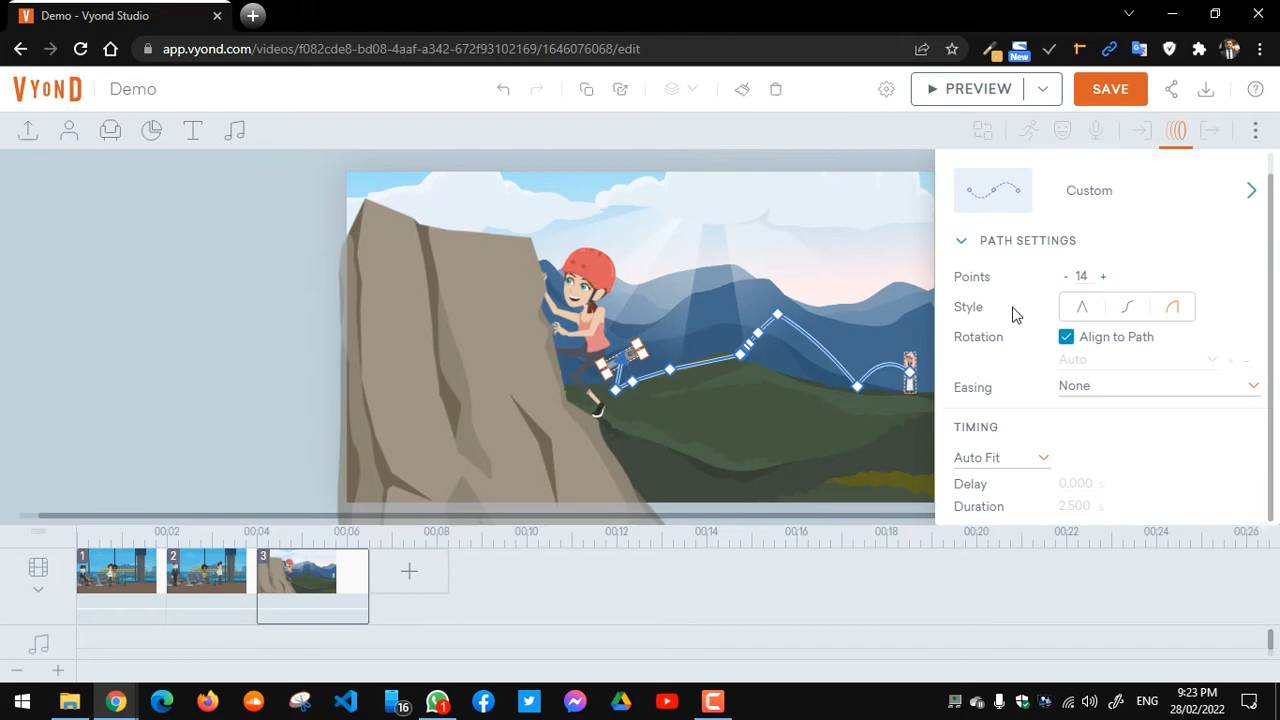 Demo - Vyond Studio
app.vyond.com/videos/f082cde8-bd08-4aaf-a342-672f93102169/1646076068/edit
New
VYOND
Demo
PREVIEW
SAVE
Custom
PATH SETTINGS
Points
- 14 +
Style
Rotation
Align to Path
Auto
Easing
None
TIMING
Auto Fit
Delay
0.000 s
Duration
2.500 s
00:02
00:04
00:06
00:08
00:10
00:12
00:14
00:16
00:18
00:20
00:22
00:24
00:26
1
2
3
16
1
ENG
9:23 PM
28/02/2022